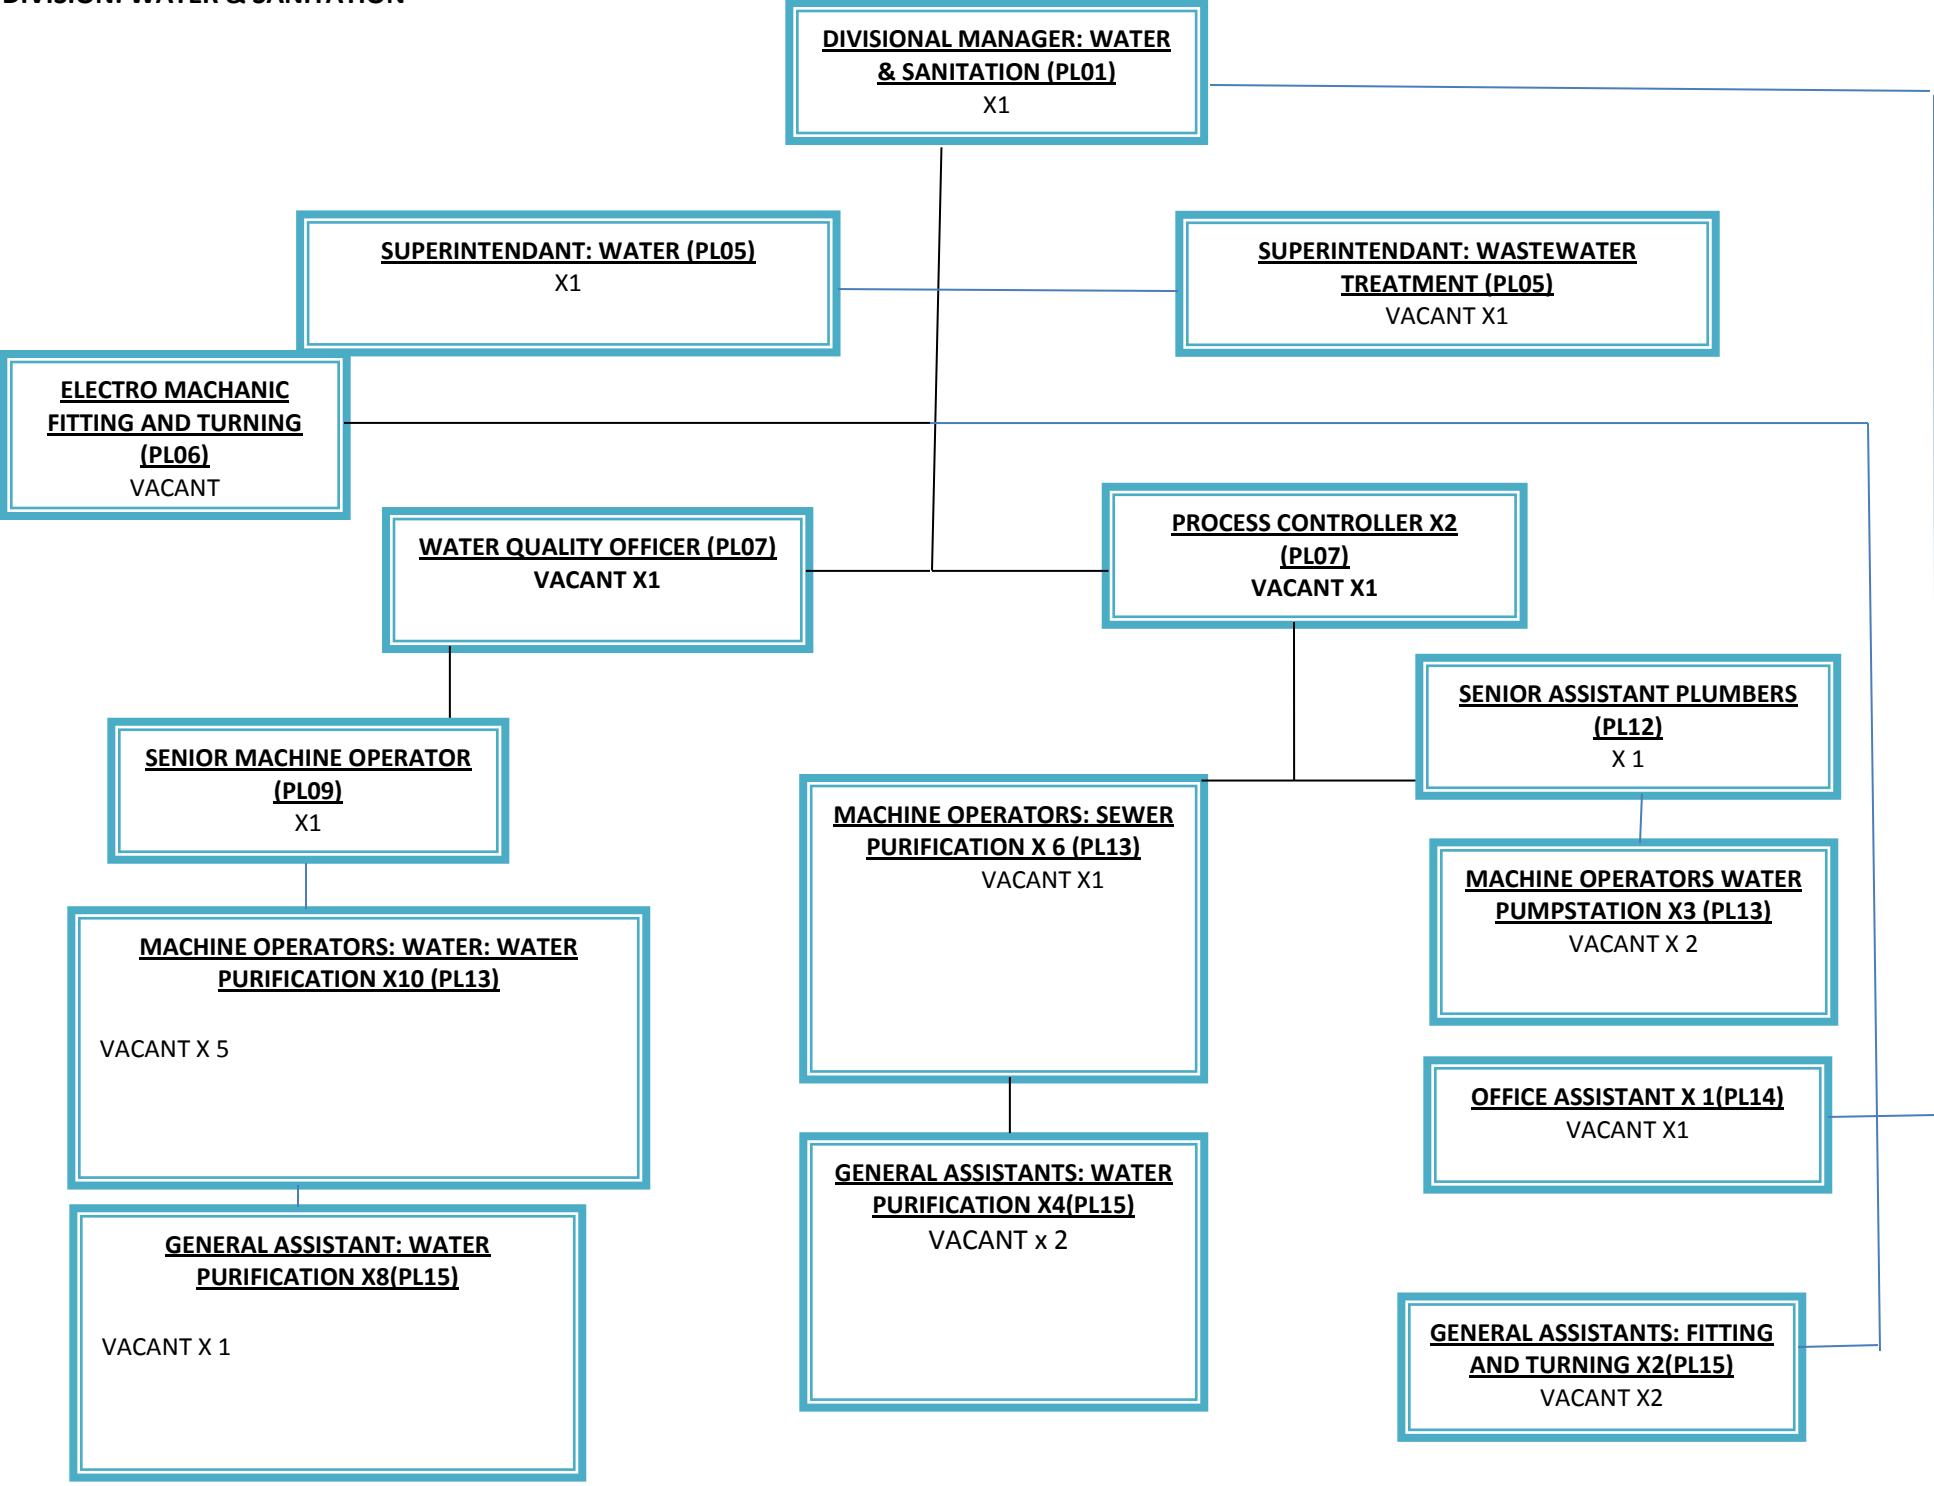 DIVISION: WATER & SANITATION
DIVISIONAL MANAGER: WATER
& SANITATION (PL01)
X1
SUPERINTENDANT: WATER (PL05)
X1
SUPERINTENDANT: WASTEWATER
TREATMENT (PL05)
VACANT X1
ELECTRO MACHANIC
FITTING AND TURNING
(PL06)
VACANT
WATER QUALITY OFFICER (PL07)
VACANT X1
PROCESS CONTROLLER X2
(PL07)
VACANT X1
SENIOR ASSISTANT PLUMBERS
(PL12)
X 1
SENIOR MACHINE OPERATOR
(PL09)
X1
MACHINE OPERATORS: SEWER
PURIFICATION X 6 (PL13)
VACANT X1
MACHINE OPERATORS WATER
PUMPSTATION X3 (PL13)
VACANT X 2
MACHINE OPERATORS: WATER: WATER
PURIFICATION X10 (PL13)
VACANT X 5
OFFICE ASSISTANT X 1(PL14)
VACANT X1
GENERAL ASSISTANTS: WATER
PURIFICATION X4(PL15)
VACANT x 2
GENERAL ASSISTANT: WATER
PURIFICATION X8(PL15)
VACANT X 1
GENERAL ASSISTANTS: FITTING
AND TURNING X2(PL15)
VACANT X2